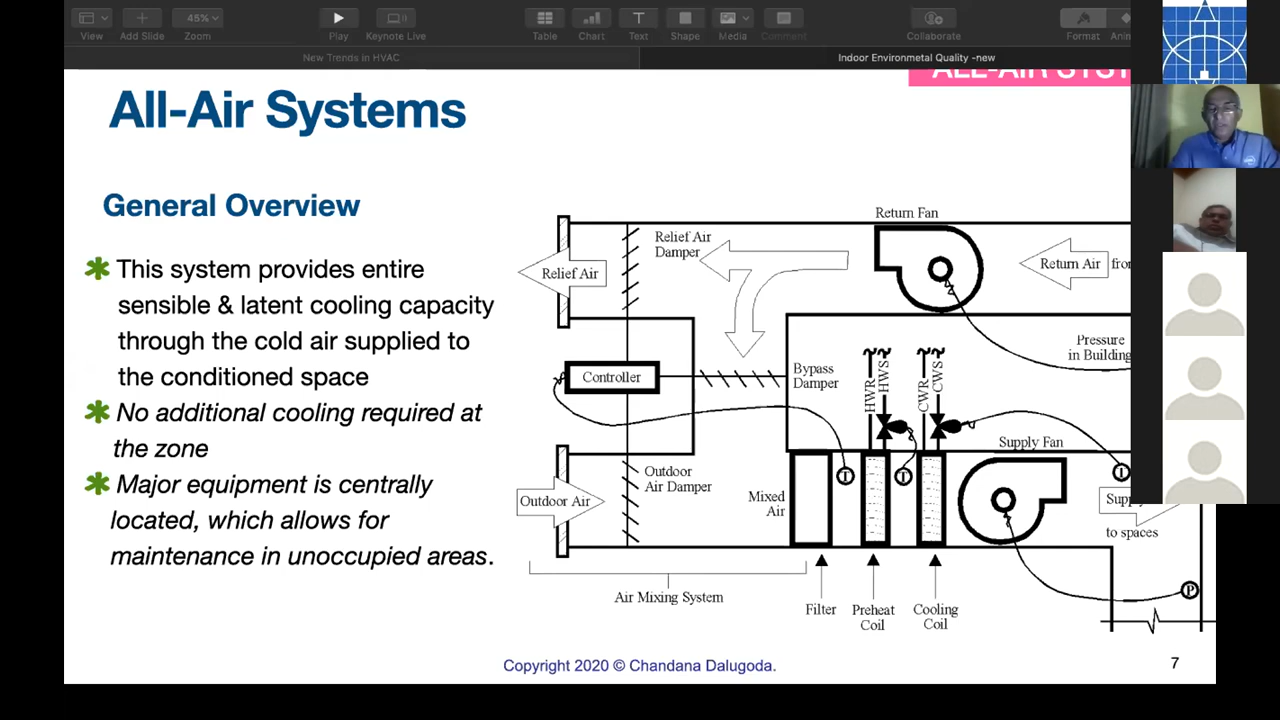 View
Add Slide
45%
Zoom
Play
Keynote Live
Table
Chart
Text
Shape
Media
Comment
Collaborate
Format
New Trends in HVAC
Indoor Environmetal Quality -new
All-Air Systems
General Overview
This system provides entire
sensible & latent cooling capacity
through the cold air supplied to
the conditioned space
No additional cooling required at
the zone
Major equipment is centrally
located, which allows for
maintenance in unoccupied areas.
Return Fan
Relief Air
Damper
Relief Air
Return Air
Pressure
in Building
Controller
Bypass
Damper
HWR
HWS
CWR
CWS
Supply Fan
Outdoor
Air Damper
Outdoor Air
Mixed
Air
T
T
T
to spaces
P
Air Mixing System
Filter
Preheat
Coil
Cooling
Coil
Copyright 2020 © Chandana Dalugoda.
7